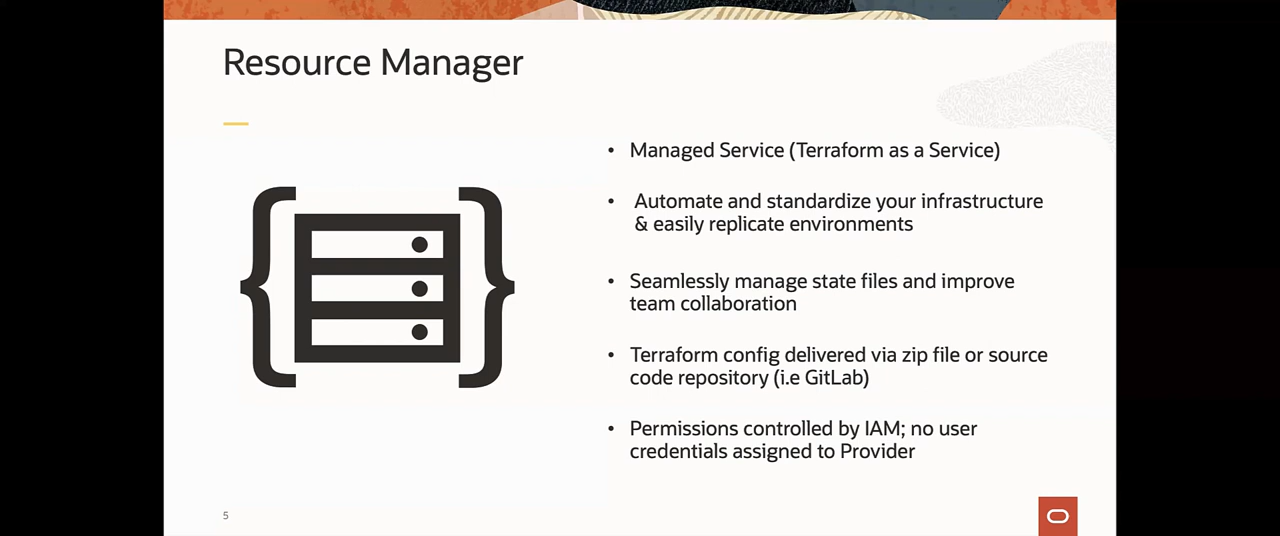 Resource Manager
• Managed Service (Terraform as a Service)
• Automate and standardize your infrastructure
& easily replicate environments
• Seamlessly manage state files and improve
team collaboration
• Terraform config delivered via zip file or source
code repository (i.e GitLab)
• Permissions controlled by IAM; no user
credentials assigned to Provider
5